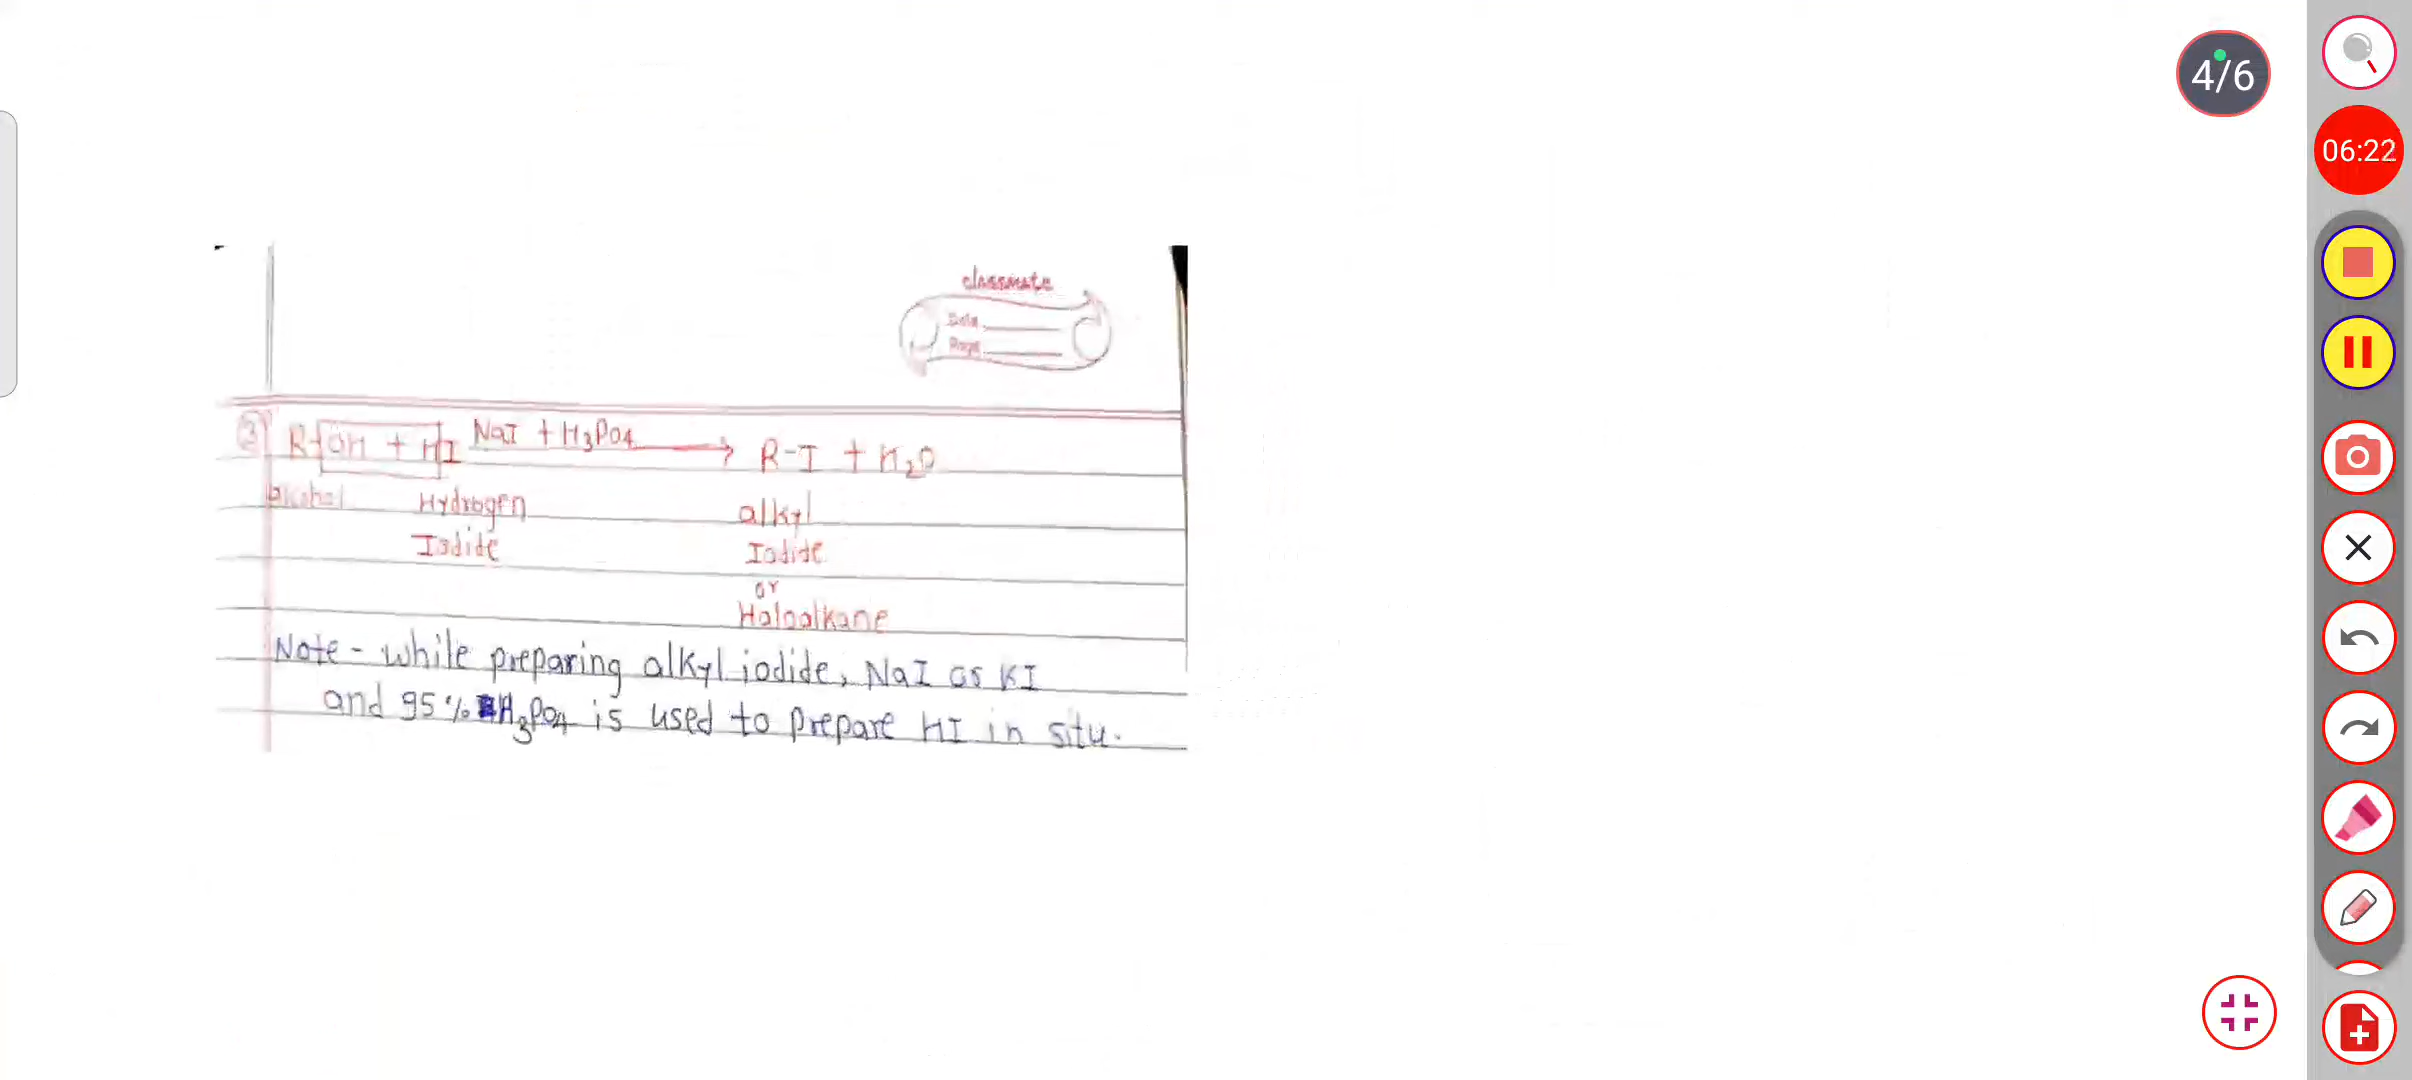 4/6
06:22
classmate
Date
Page
③ R-OH + HI NaI + H₃PO₄ → R-I + H₂O
alcohol Hydrogen alkyl
Iodide Iodide
or
Haloalkane
Note - while preparing alkyl iodide, NaI or KI
and 95% H₃PO₄ is used to prepare HI in situ.